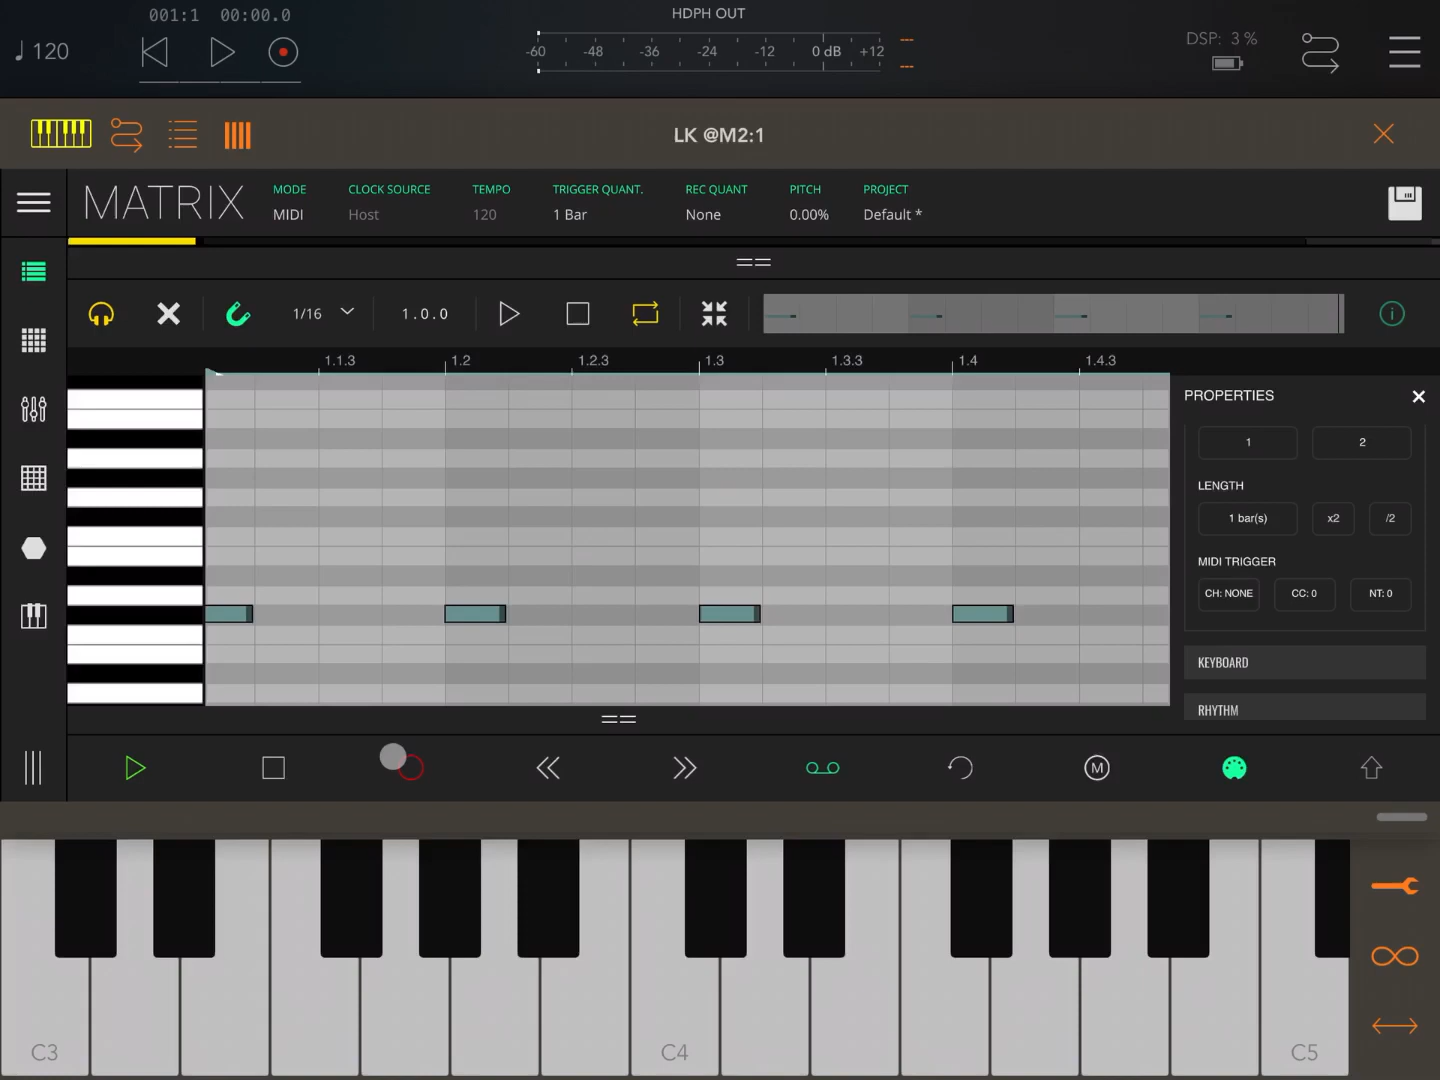 001:1 00:00.0
HDPH OUT
120
-60 -48 -36 -24 -12 0 dB +12
DSP: 3 %
LK @M2:1
MATRIX
MODE CLOCK SOURCE TEMPO TRIGGER QUANT. REC QUANT PITCH PROJECT
MIDI Host 120 1 Bar None 0.00% Default *
1/16 1.0.0
1.1.3 1.2 1.2.3 1.3 1.3.3 1.4 1.4.3
PROPERTIES
1 2
LENGTH
1 bar(s) x2 /2
MIDI TRIGGER
CH: NONE CC: 0 NT: 0
KEYBOARD
RHYTHM
M
C3 C4 C5